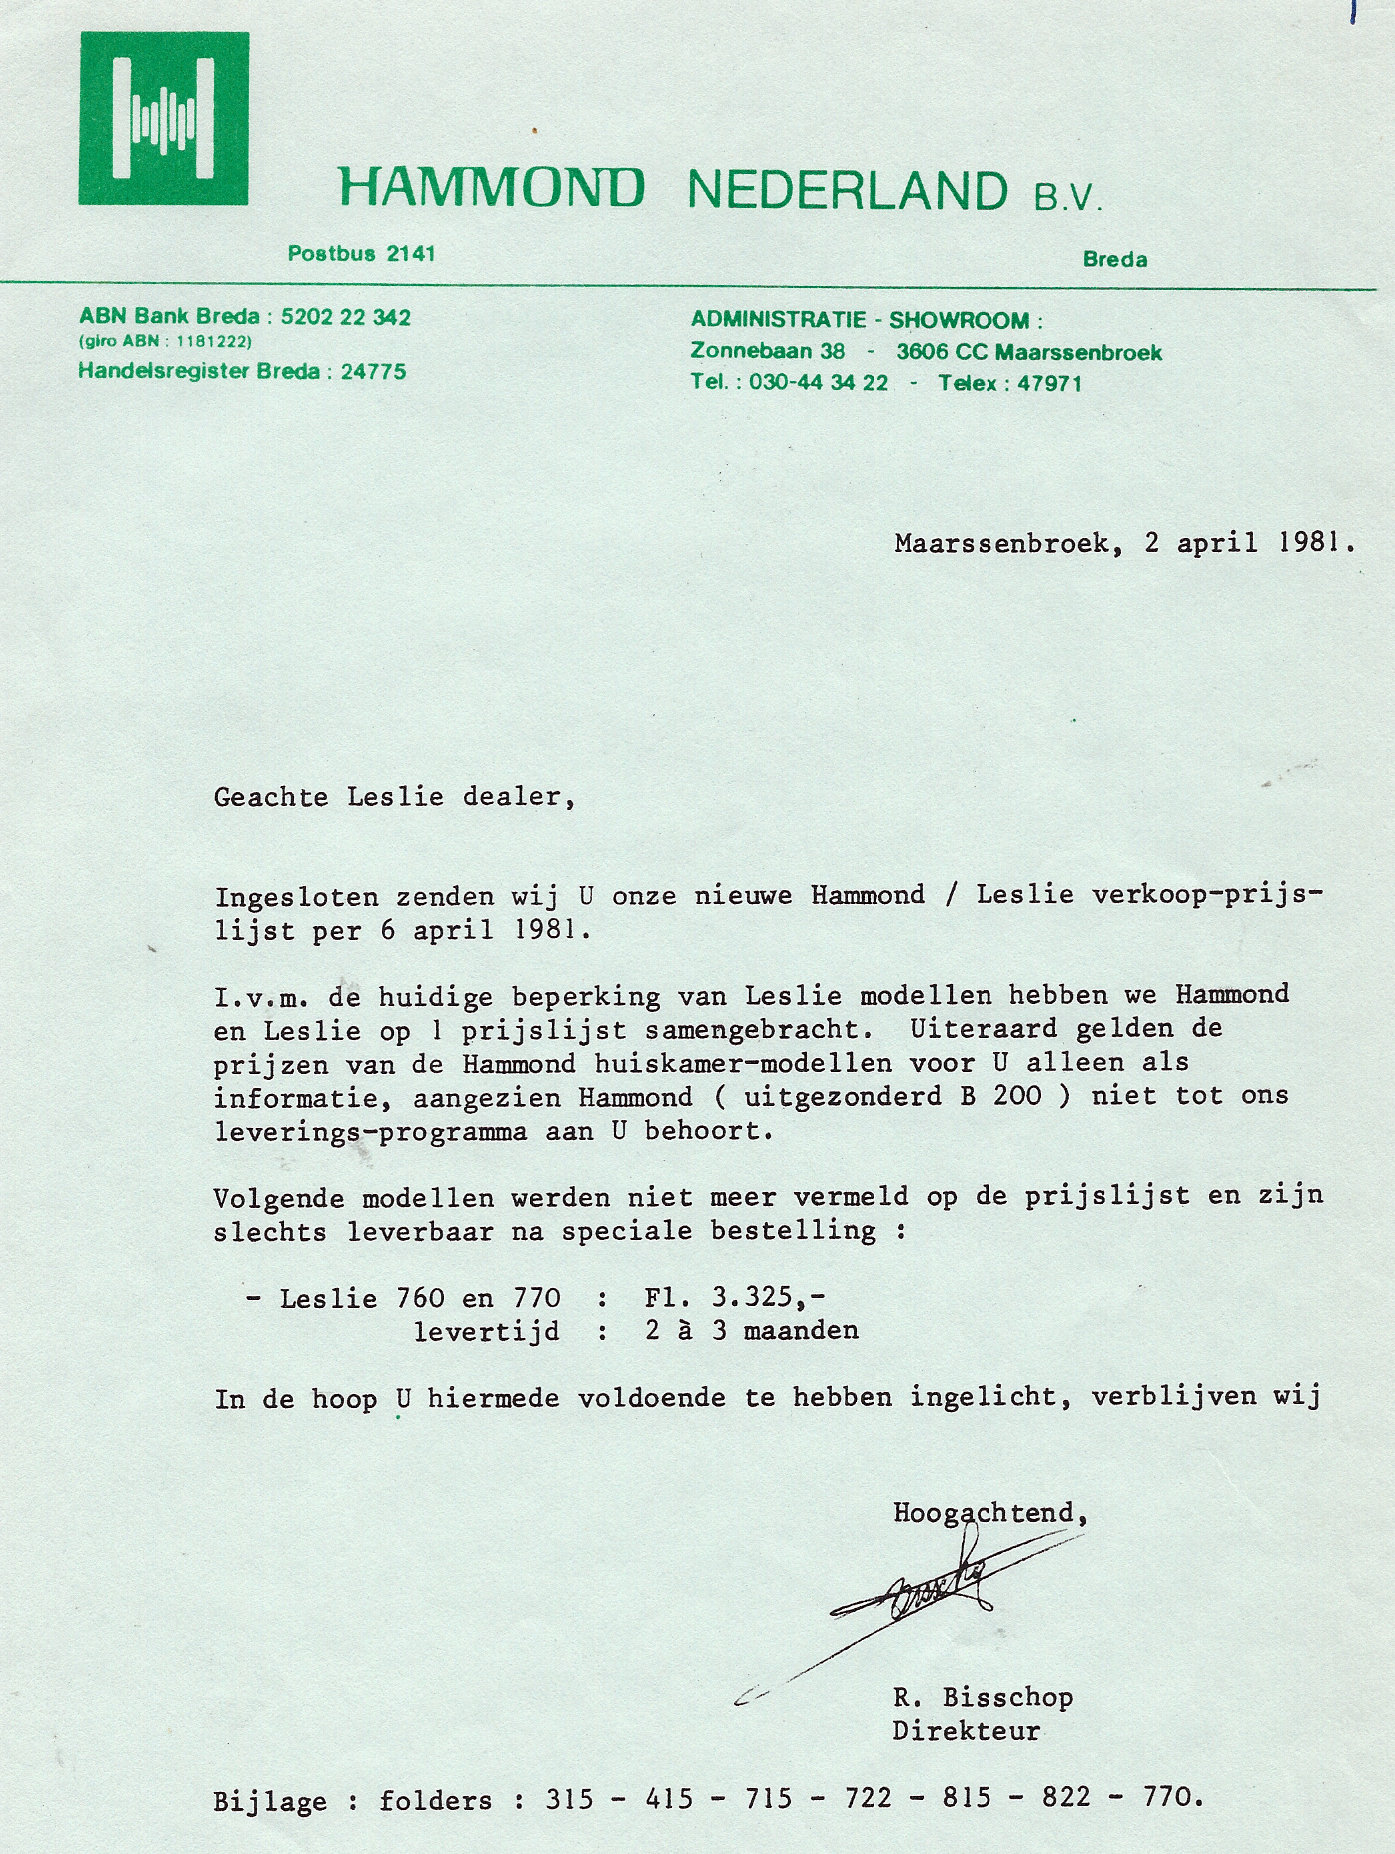 HAMMOND NEDERLAND B.V.
Postbus 2141 Breda
ABN Bank Breda : 5202 22 342
(giro ABN : 1181222)
Handelsregister Breda : 24775
ADMINISTRATIE - SHOWROOM :
Zonnebaan 38 - 3606 CC Maarssenbroek
Tel. : 030-44 34 22 - Telex : 47971
Maarssenbroek, 2 april 1981.
Geachte Leslie dealer,
Ingesloten zenden wij U onze nieuwe Hammond / Leslie verkoop-prijs-
lijst per 6 april 1981.
I.v.m. de huidige beperking van Leslie modellen hebben we Hammond
en Leslie op 1 prijslijst samengebracht. Uiteraard gelden de
prijzen van de Hammond huiskamer-modellen voor U alleen als
informatie, aangezien Hammond ( uitgezonderd B 200 ) niet tot ons
leverings-programma aan U behoort.
Volgende modellen werden niet meer vermeld op de prijslijst en zijn
slechts leverbaar na speciale bestelling :
- Leslie 760 en 770 : Fl. 3.325,-
levertijd : 2 à 3 maanden
In de hoop U hiermede voldoende te hebben ingelicht, verblijven wij
Hoogachtend,
R. Bisschop
Direkteur
Bijlage : folders : 315 - 415 - 715 - 722 - 815 - 822 - 770.